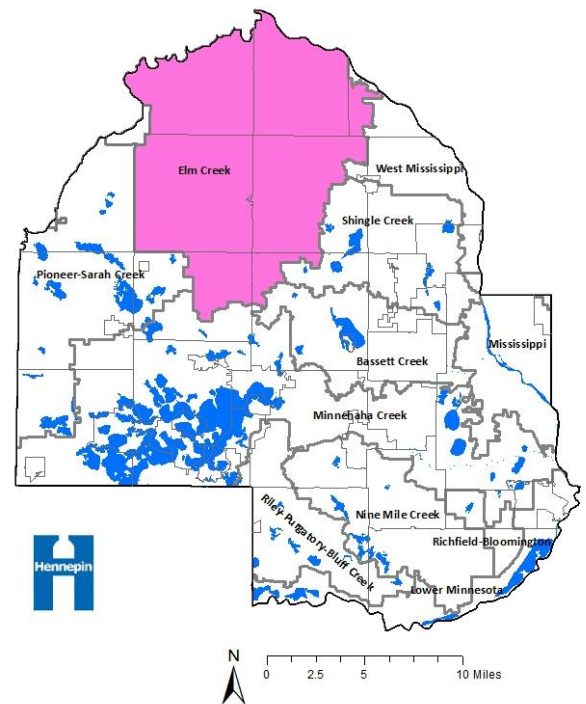 Elm Creek
West Mississippi
Shingle Creek
Pioneer-Sarah Creek
Mississippi
Bassett Creek
Minnehaha Creek
Riley-Purgatory-Bluff Creek
Nine Mile Creek
Richfield-Bloomington
Lower Minnesota
Hennepin
N
0 2.5 5 10 Miles